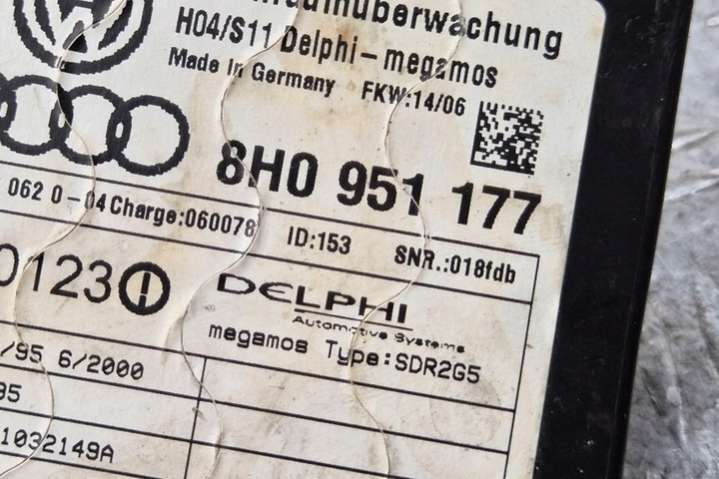 H04/S11 Delphi-megamos
Made In Germany FKW:14/06
8H0 951 177
062 0-04 Charge:060078 ID:153 SNR.:018fdb
0123
DELPHI
Automotive Systems
megamos Type:SDR2G5
/95 6/2000
1032149A